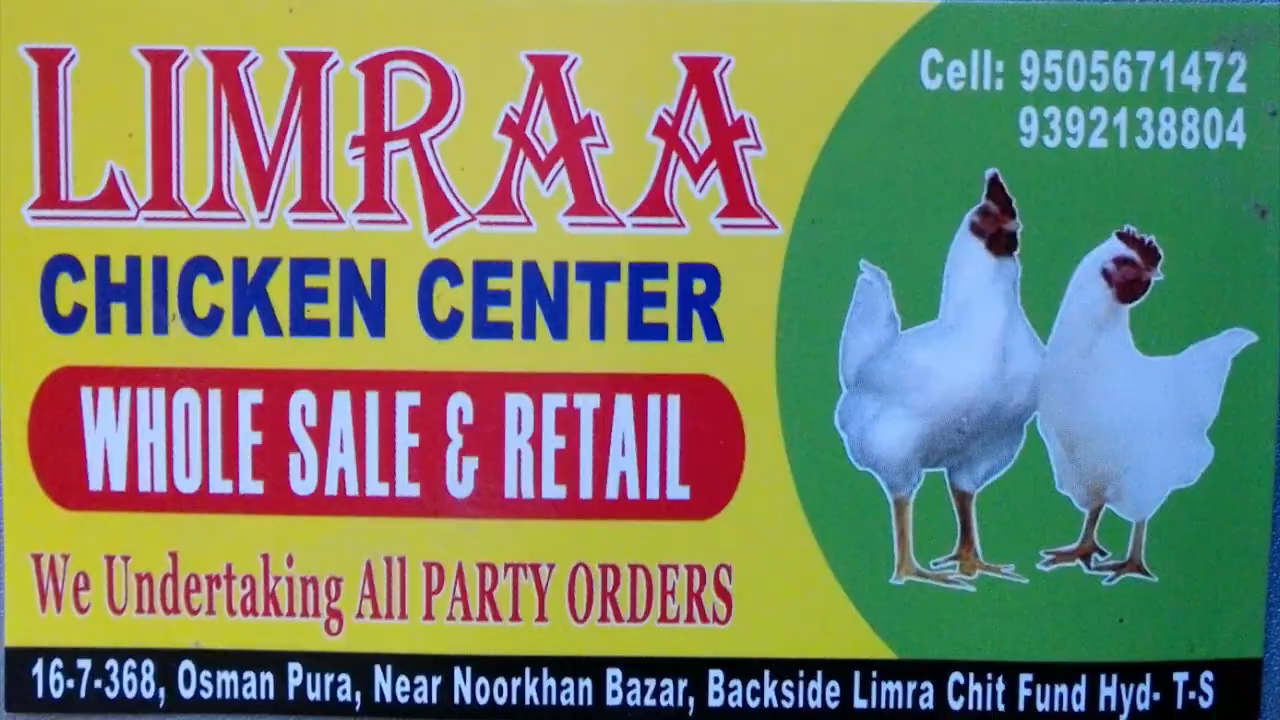 LIMRAA
CHICKEN CENTER
WHOLE SALE & RETAIL
We Undertaking All PARTY ORDERS
Cell: 9505671472
9392138804
16-7-368, Osman Pura, Near Noorkhan Bazar, Backside Limra Chit Fund Hyd- T-S